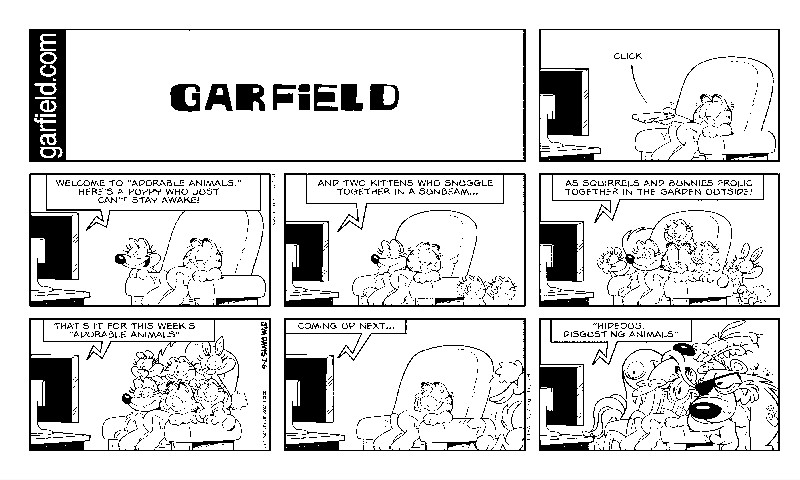 garfield.com
GARFIELD
CLICK
WELCOME TO "ADORABLE ANIMALS."
HERE'S A PUPPY WHO JUST
CAN'T STAY AWAKE!
AND TWO KITTENS WHO SNUGGLE
TOGETHER IN A SUNBEAM...
AS SQUIRRELS AND BUNNIES FROLIC
TOGETHER IN THE GARDEN OUTSIDE!
THAT'S IT FOR THIS WEEK'S
"ADORABLE ANIMALS"
JIM DAVIS
COMING UP NEXT...
"HIDEOUS,
DISGUSTING ANIMALS"